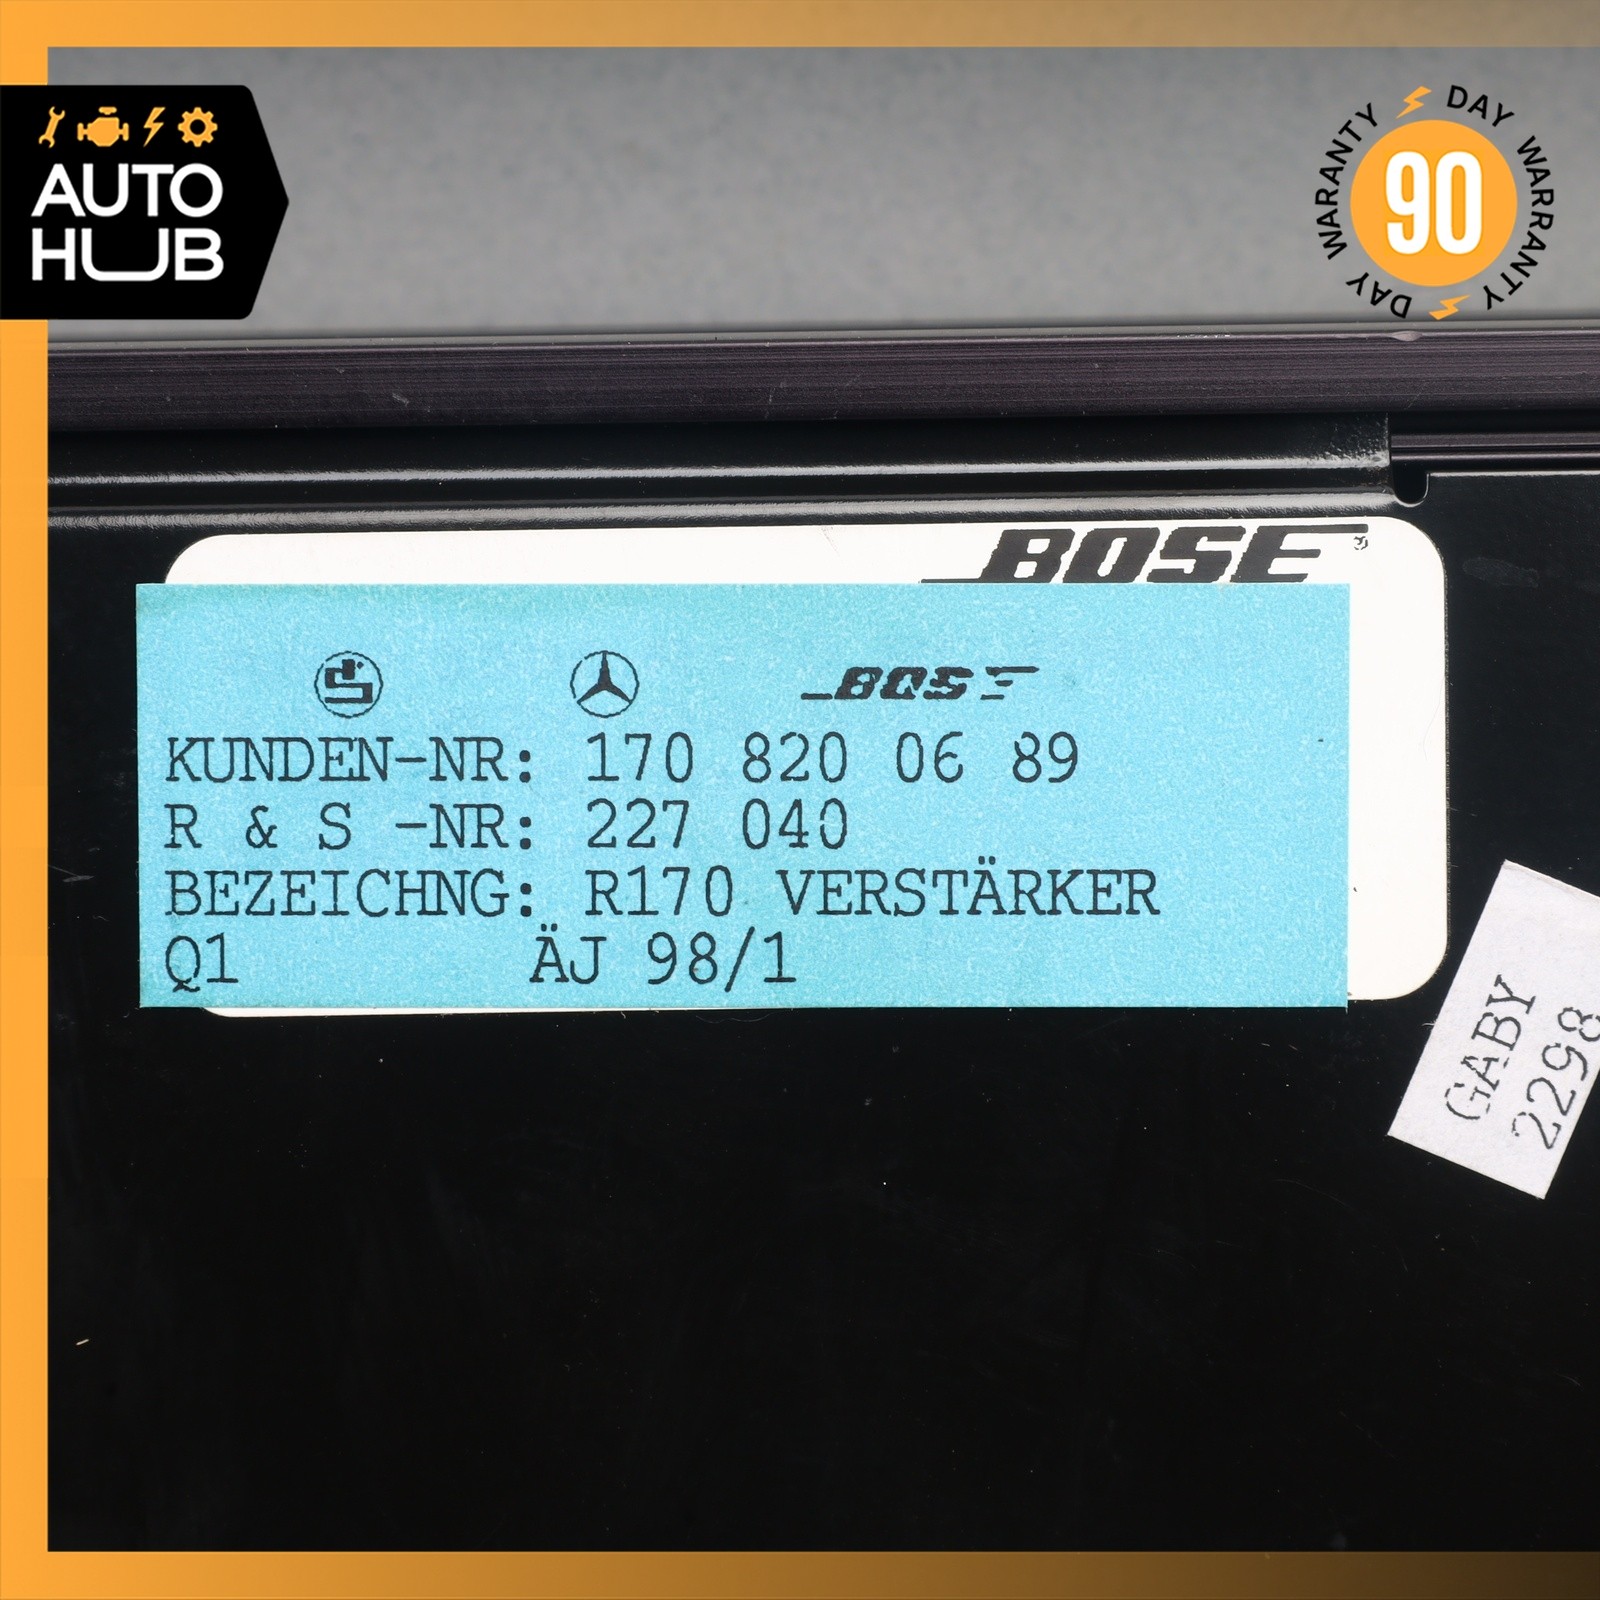 AUTO
HUB
DAY WARRANTY
DAY WARRANTY
90
BOSE
BOSE
KUNDEN-NR: 170 820 06 89
R & S -NR: 227 040
BEZEICHNG: R170 VERSTÄRKER
Q1 ÄJ 98/1
GABY
2298